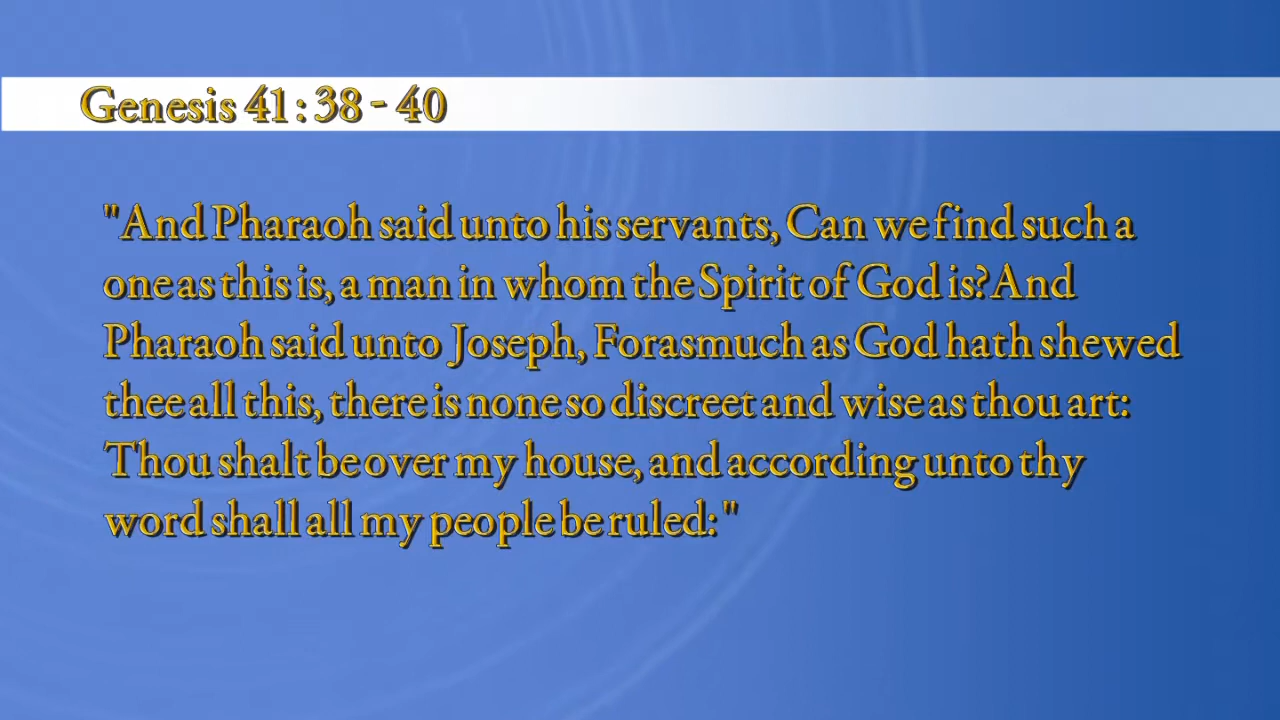 Genesis 41:38 - 40
"And Pharaoh said unto his servants, Can we find such a
one as this is, a man in whom the Spirit of God is? And
Pharaoh said unto Joseph, Forasmuch as God hath shewed
thee all this, there is none so discreet and wise as thou art:
Thou shalt be over my house, and according unto thy
word shall all my people be ruled:"